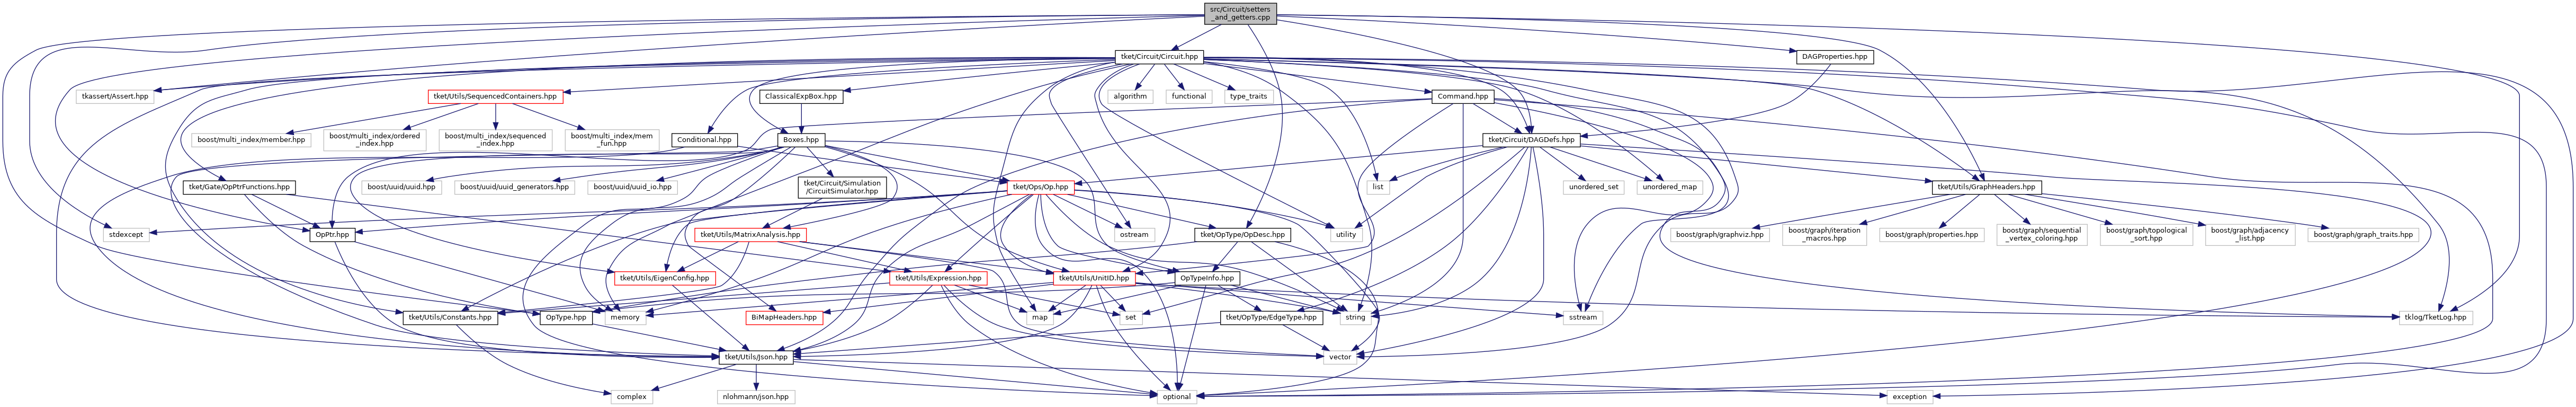 src/Circuit/setters
_and_getters.cpp
tket/Circuit/Circuit.hpp
DAGProperties.hpp
tkassert/Assert.hpp
tket/Utils/SequencedContainers.hpp
ClassicalExpBox.hpp
algorithm
functional
type_traits
Command.hpp
boost/multi_index/member.hpp
boost/multi_index/ordered
_index.hpp
boost/multi_index/sequenced
_index.hpp
boost/multi_index/mem
_fun.hpp
Conditional.hpp
Boxes.hpp
tket/Circuit/DAGDefs.hpp
tket/Gate/OpPtrFunctions.hpp
boost/uuid/uuid.hpp
boost/uuid/uuid_generators.hpp
boost/uuid/uuid_io.hpp
tket/Circuit/Simulation
/CircuitSimulator.hpp
tket/Ops/Op.hpp
list
unordered_set
unordered_map
tket/Utils/GraphHeaders.hpp
stdexcept
OpPtr.hpp
tket/Utils/MatrixAnalysis.hpp
ostream
tket/OpType/OpDesc.hpp
utility
boost/graph/graphviz.hpp
boost/graph/iteration
_macros.hpp
boost/graph/properties.hpp
boost/graph/sequential
_vertex_coloring.hpp
boost/graph/topological
_sort.hpp
boost/graph/adjacency
_list.hpp
boost/graph/graph_traits.hpp
tket/Utils/EigenConfig.hpp
tket/Utils/Expression.hpp
tket/Utils/UnitID.hpp
OpTypeInfo.hpp
tket/Utils/Constants.hpp
OpType.hpp
memory
BiMapHeaders.hpp
map
set
tket/OpType/EdgeType.hpp
string
sstream
tklog/TketLog.hpp
tket/Utils/Json.hpp
vector
complex
nlohmann/json.hpp
optional
exception